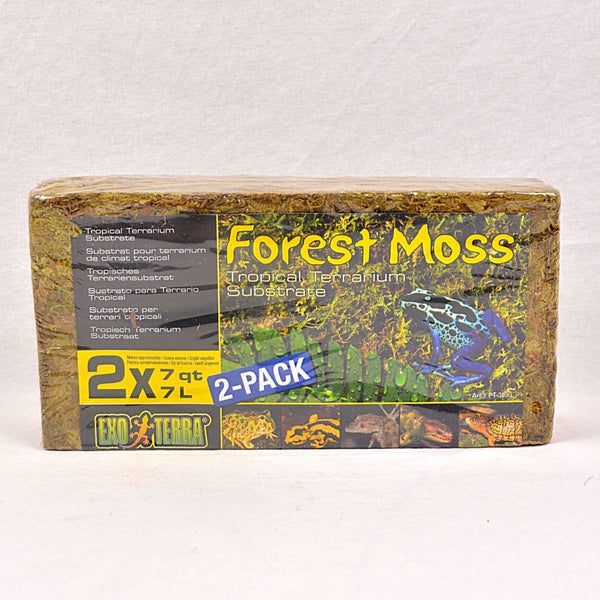 Tropical Terrarium
Substrate
Substrat pour terrarium
de climat tropical
Tropisches
Terrariensubstrat
Sustrato para Terrario
Tropical
Substrato per
terrari tropicali
Tropisch Terrarium
Substraat
Forest Moss
Tropical Terrarium
Substrate
2x 7 qt
7 L
2-PACK
EXO TERRA